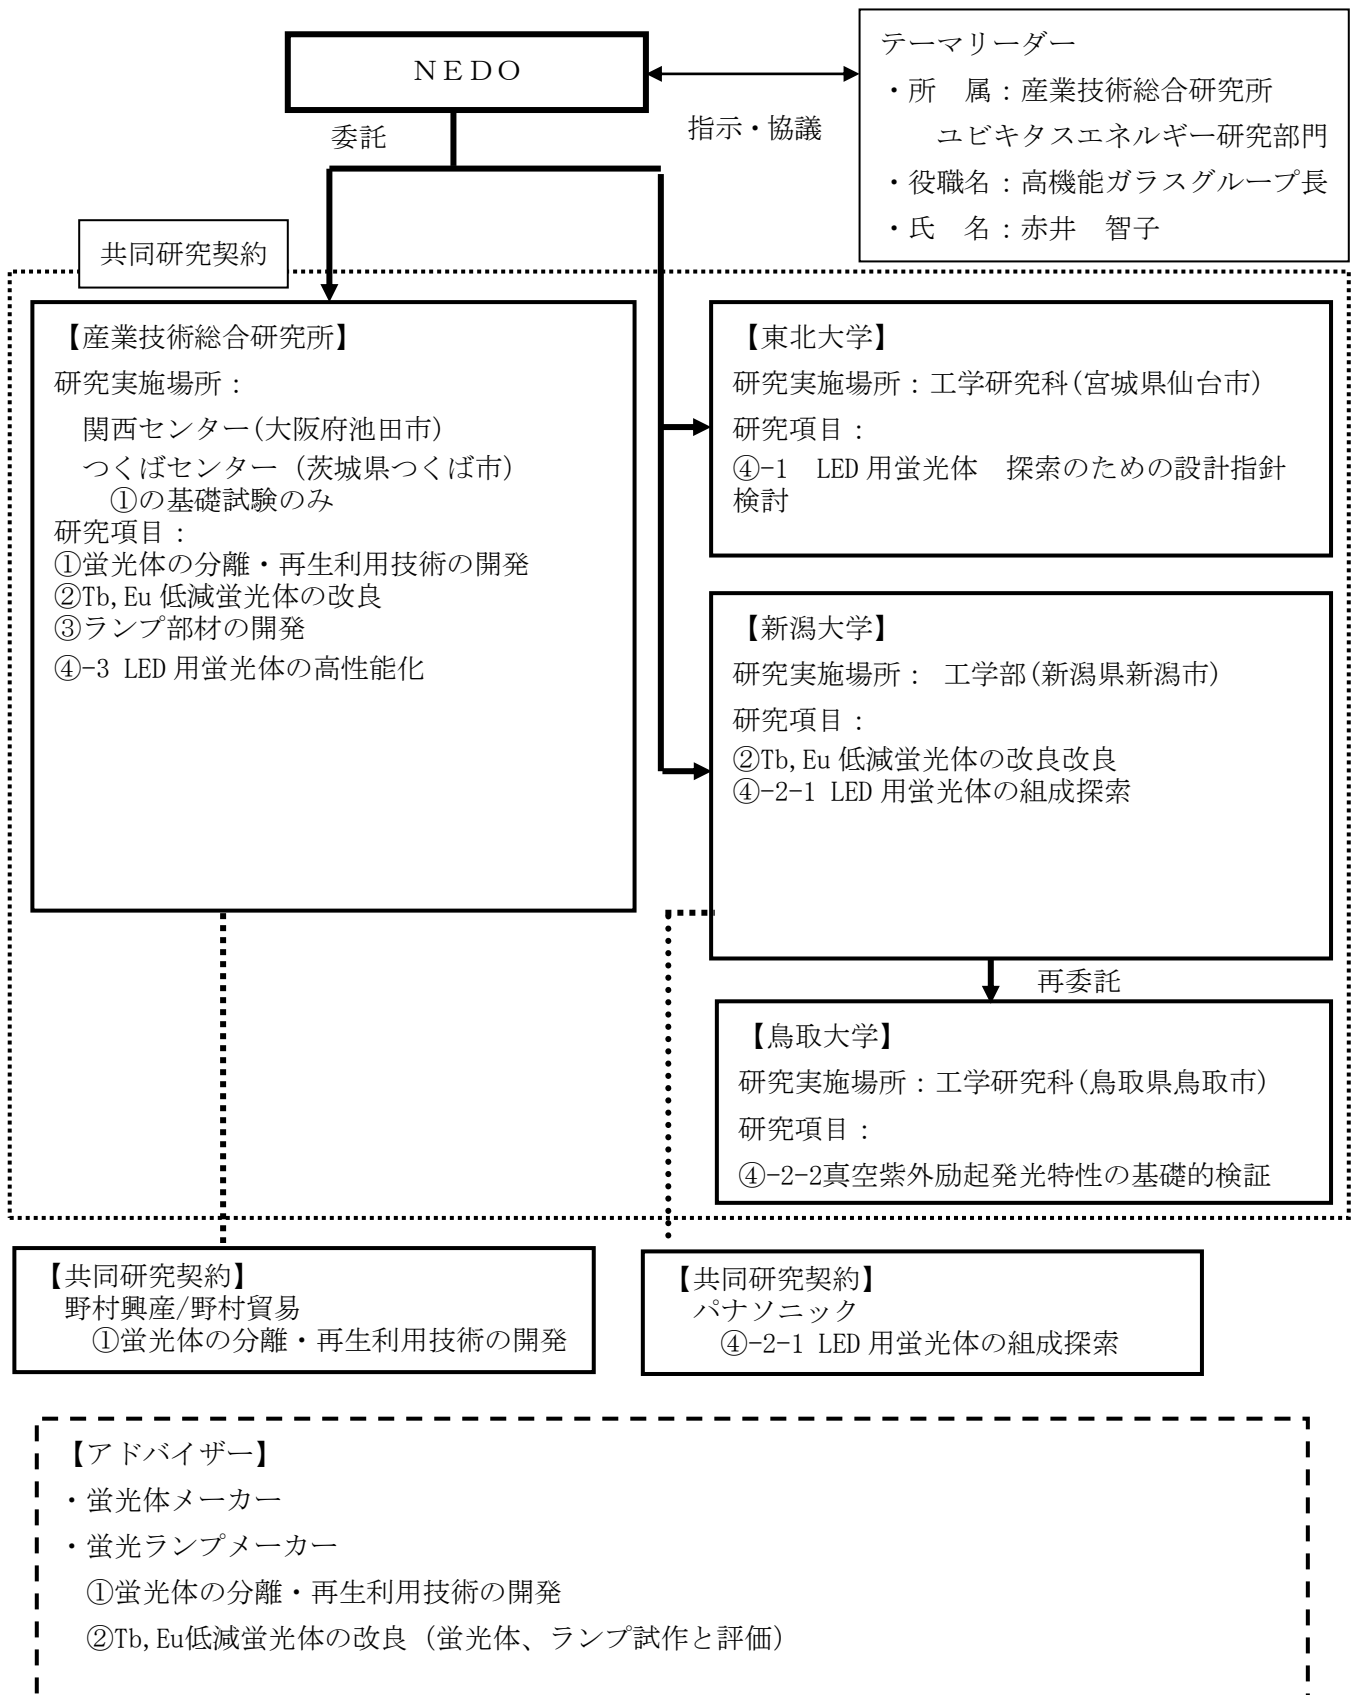 NEDO
委託
指示・協議
テーマリーダー
・所　属：産業技術総合研究所
ユビキタスエネルギー研究部門
・役職名：高機能ガラスグループ長
・氏　名：赤井　智子
共同研究契約
【産業技術総合研究所】
研究実施場所：
関西センター(大阪府池田市)
つくばセンター（茨城県つくば市）
①の基礎試験のみ
研究項目：
①蛍光体の分離・再生利用技術の開発
②Tb,Eu 低減蛍光体の改良
③ランプ部材の開発
④-3 LED 用蛍光体の高性能化
【東北大学】
研究実施場所：工学研究科(宮城県仙台市)
研究項目：
④-1　LED 用蛍光体　探索のための設計指針
検討
【新潟大学】
研究実施場所：　工学部(新潟県新潟市)
研究項目：
②Tb,Eu 低減蛍光体の改良改良
④-2-1 LED 用蛍光体の組成探索
再委託
【鳥取大学】
研究実施場所：工学研究科(鳥取県鳥取市)
研究項目：
④-2-2真空紫外励起発光特性の基礎的検証
【共同研究契約】
野村興産/野村貿易
①蛍光体の分離・再生利用技術の開発
【共同研究契約】
パナソニック
④-2-1 LED 用蛍光体の組成探索
【アドバイザー】
・蛍光体メーカー
・蛍光ランプメーカー
①蛍光体の分離・再生利用技術の開発
②Tb,Eu低減蛍光体の改良（蛍光体、ランプ試作と評価）